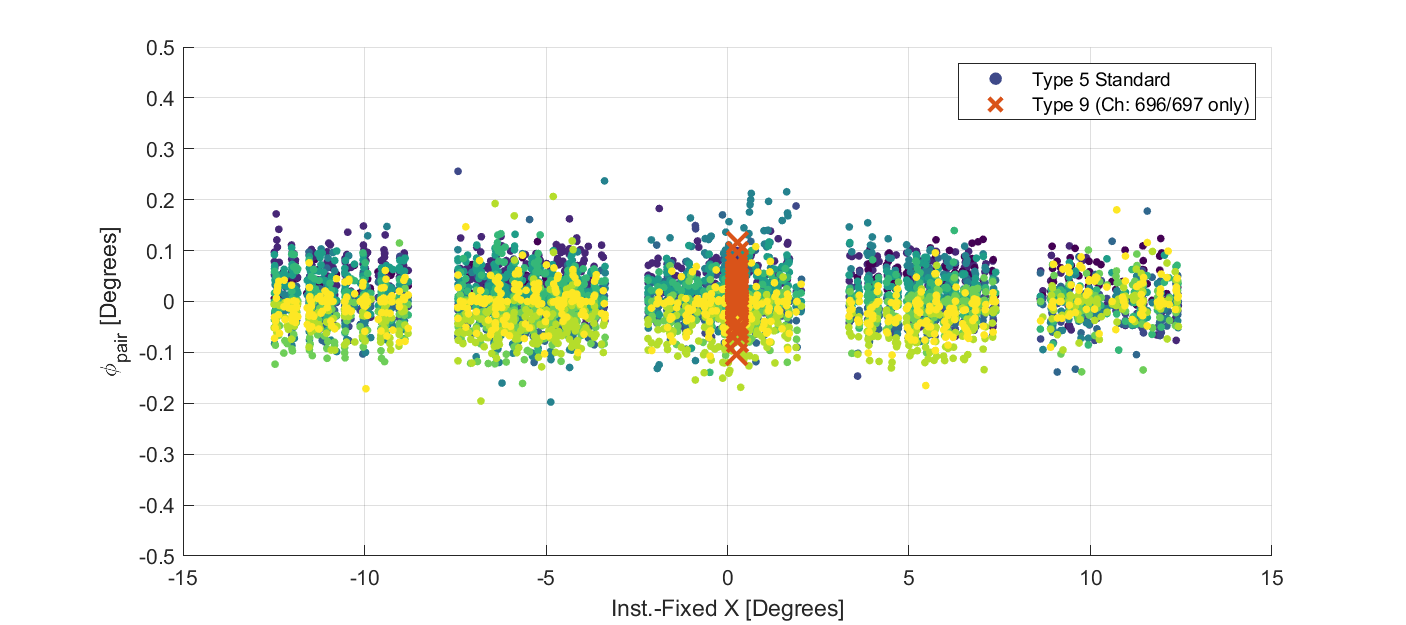 0.5
0.4
0.3
0.2
0.1
0
-0.1
-0.2
-0.3
-0.4
-0.5
ϕpair [Degrees]
Type 5 Standard
Type 9 (Ch: 696/697 only)
-15 -10 -5 0 5 10 15
Inst.-Fixed X [Degrees]